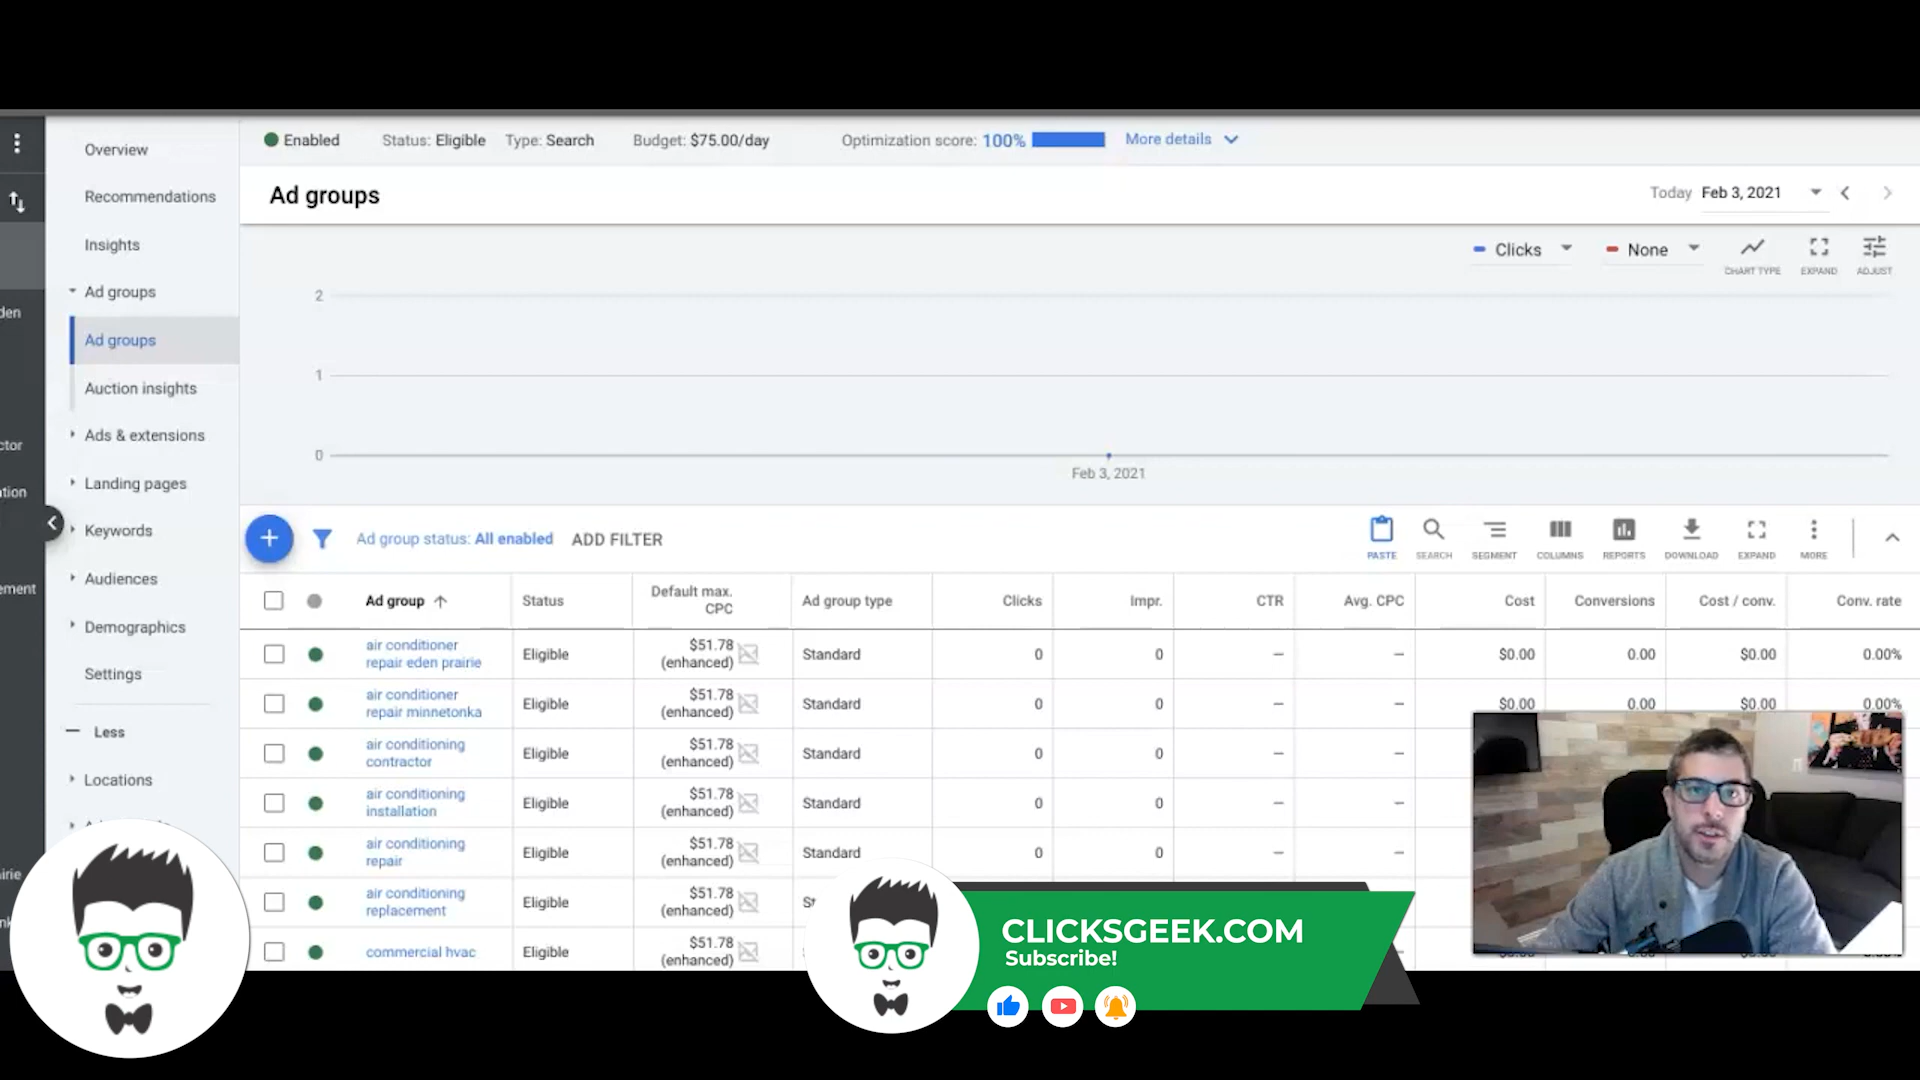 Enabled Status: Eligible Type: Search Budget: $75.00/day Optimization score: 100% More details
Overview
Recommendations
Insights
Ad groups
Ad groups
Auction insights
Ads & extensions
Landing pages
Keywords
Audiences
Demographics
Settings
Less
Locations
den
ctor
ation
ement
airie
Ad groups
Today Feb 3, 2021
Clicks None CHART TYPE EXPAND ADJUST
2
1
0
Feb 3, 2021
Ad group status: All enabled ADD FILTER
PASTE SEARCH SEGMENT COLUMNS REPORTS DOWNLOAD EXPAND MORE
Ad group Status Default max. CPC Ad group type Clicks Impr. CTR Avg. CPC Cost Conversions Cost / conv. Conv. rate
air conditioner repair eden prairie Eligible $51.78 (enhanced) Standard 0 0 – – $0.00 0.00 $0.00 0.00%
air conditioner repair minnetonka Eligible $51.78 (enhanced) Standard 0 0 – – $0.00 0.00 $0.00 0.00%
air conditioning contractor Eligible $51.78 (enhanced) Standard 0 0 – –
air conditioning installation Eligible $51.78 (enhanced) Standard 0 0 – –
air conditioning repair Eligible $51.78 (enhanced) Standard 0 0 – –
air conditioning replacement Eligible $51.78 (enhanced)
commercial hvac Eligible $51.78 (enhanced)
CLICKSGEEK.COM
Subscribe!